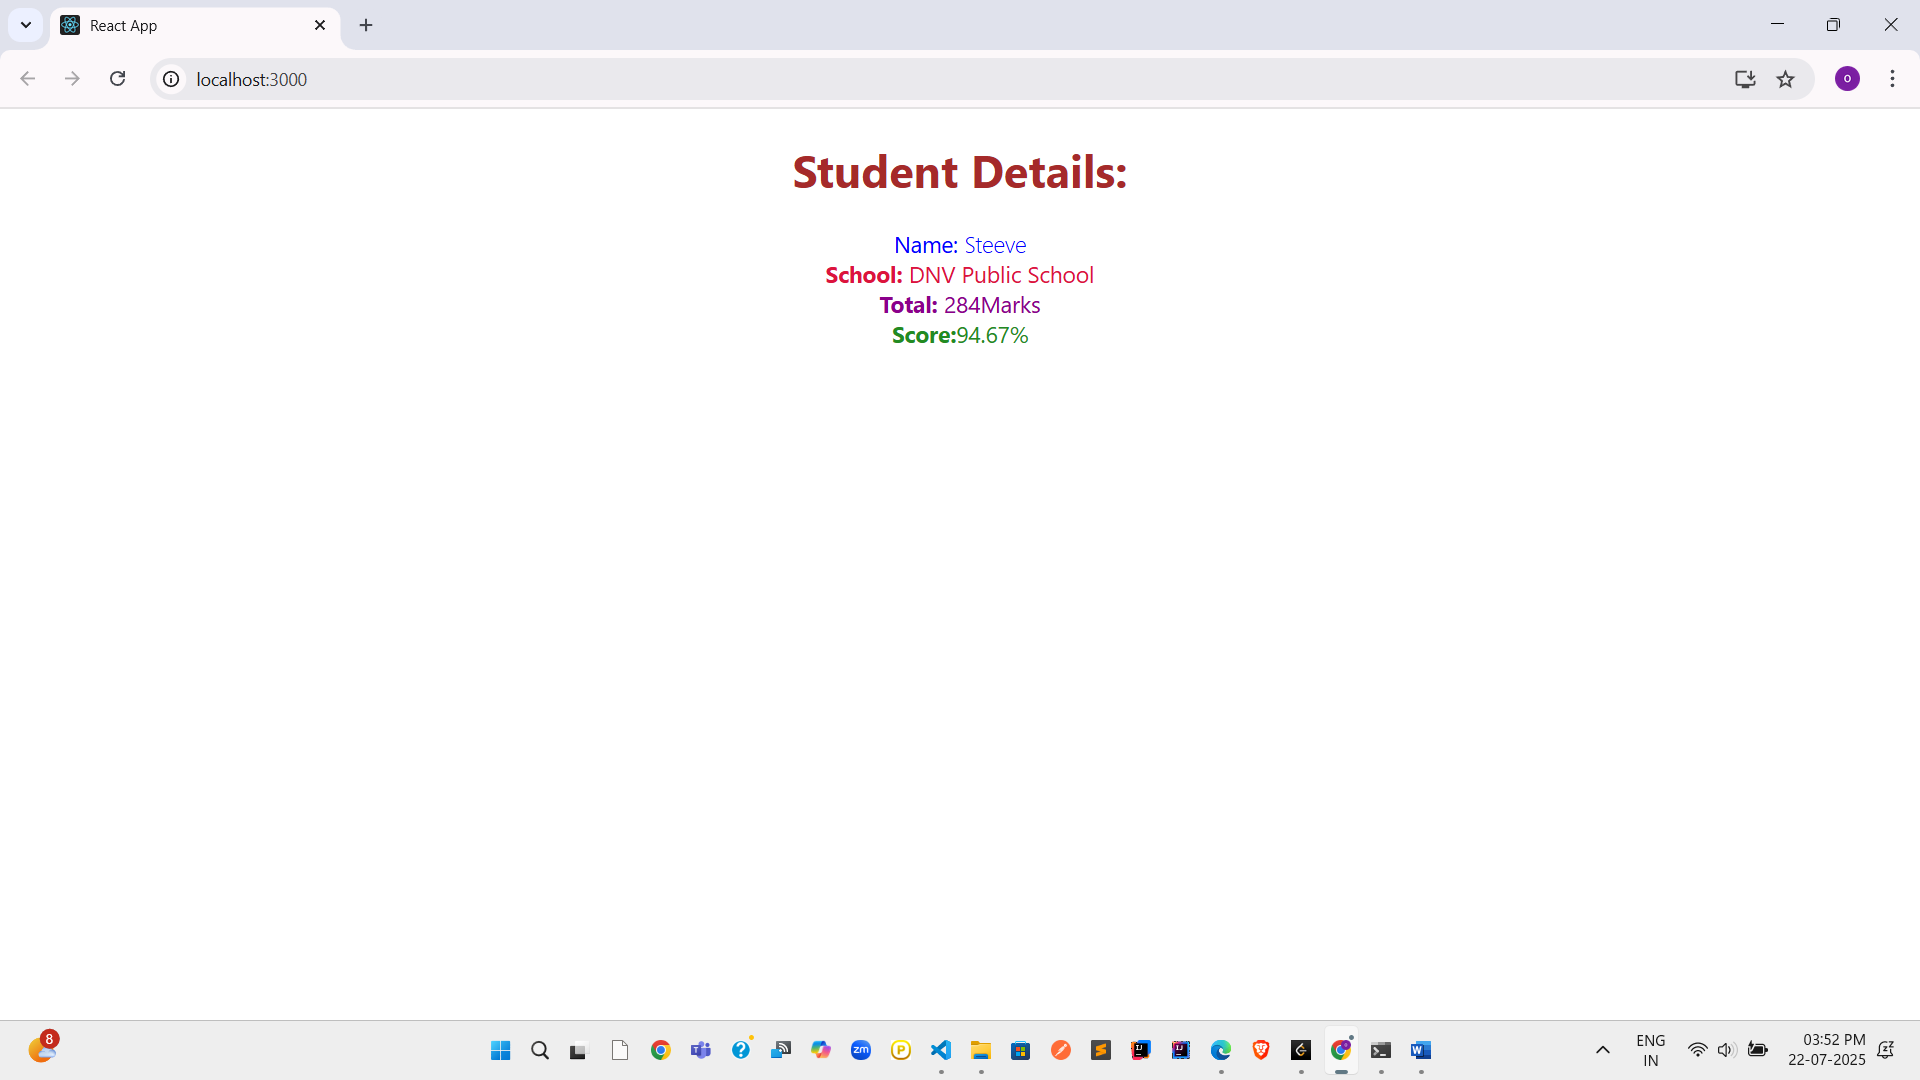 React App
localhost:3000
O
Student Details:
Name: Steeve
School: DNV Public School
Total: 284Marks
Score:94.67%
8
zm
P
ENG
IN
03:52 PM
22-07-2025